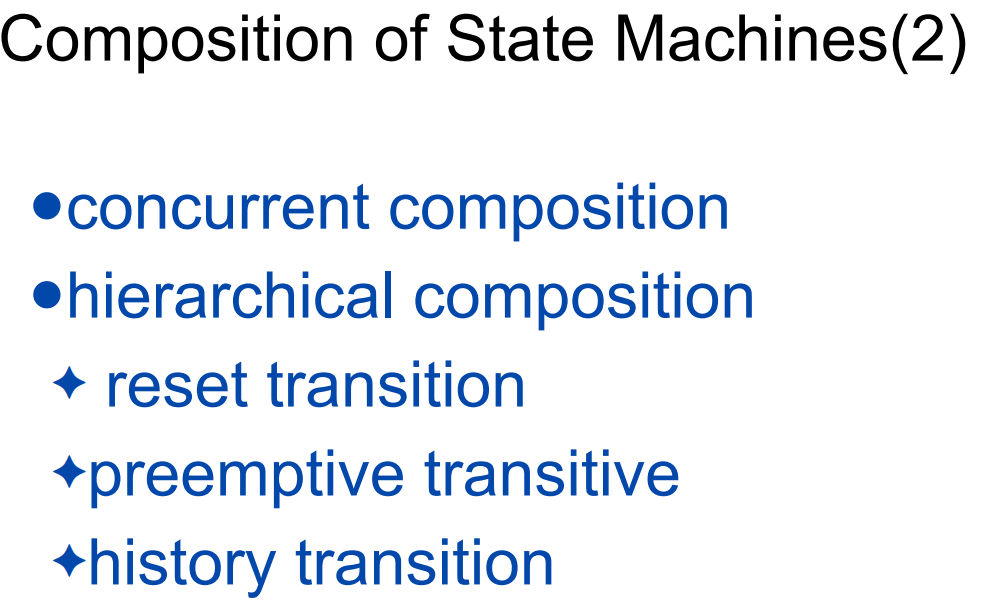 Composition of State Machines(2)
●concurrent composition
●hierarchical composition
✦ reset transition
✦preemptive transitive
✦history transition